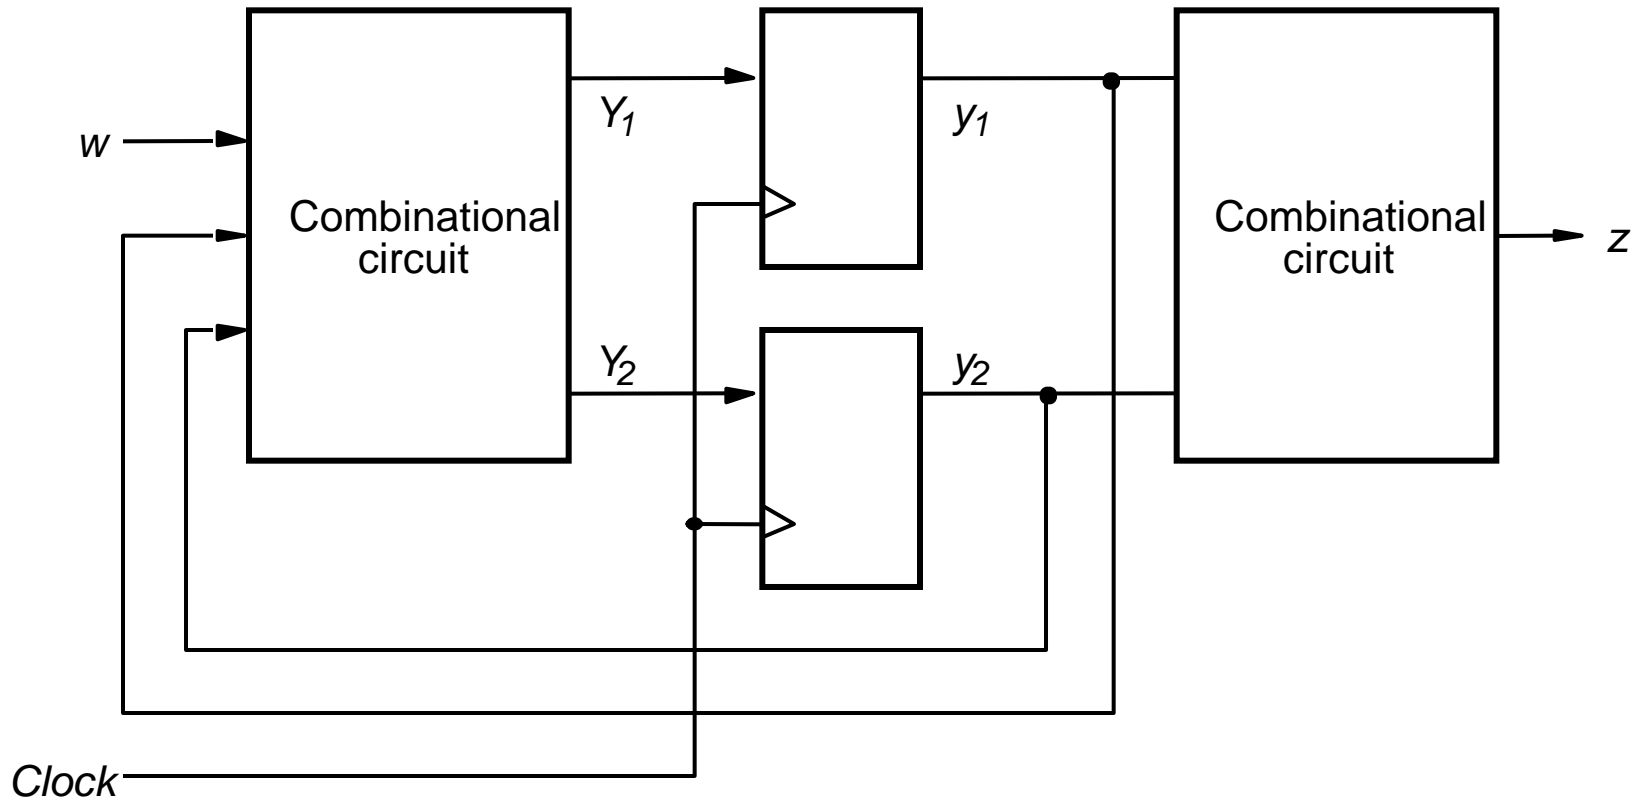 Y1
y1
w
Combinational
circuit
Combinational
circuit
z
Y2
y2
Clock